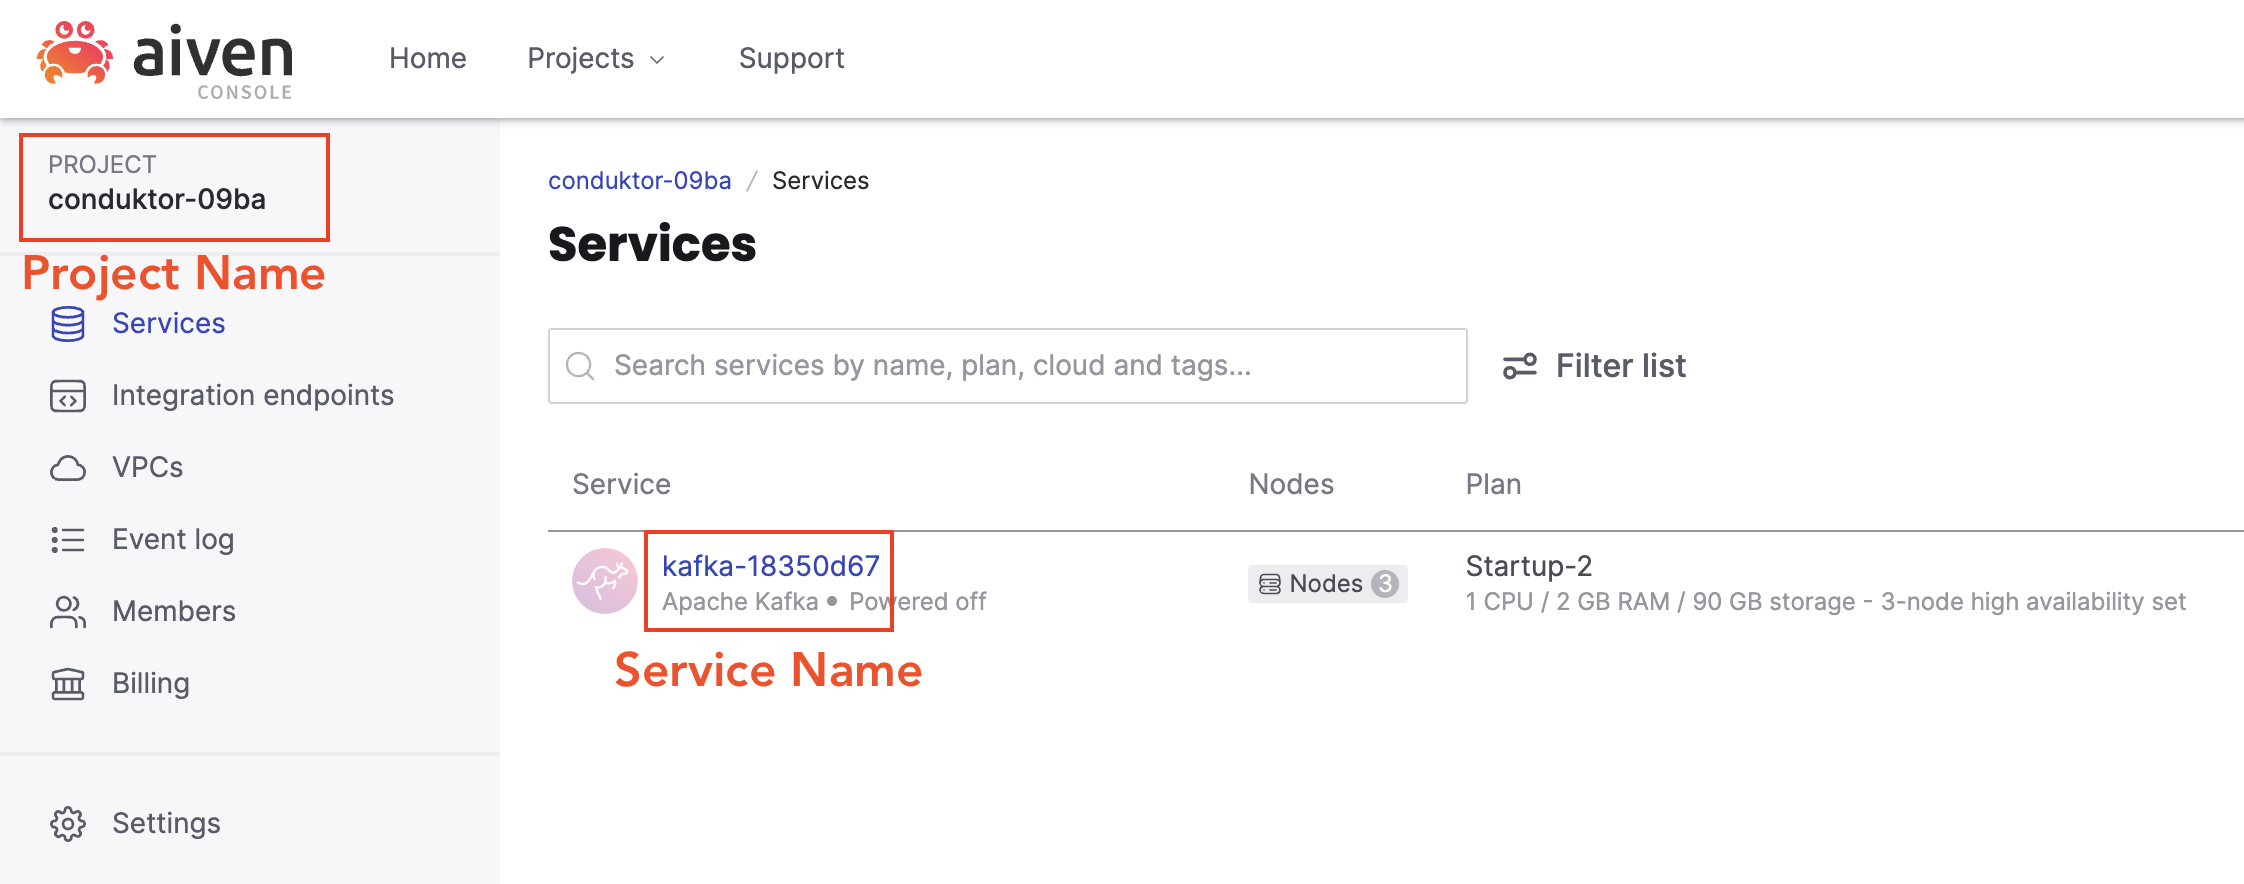 aiven
CONSOLE
Home
Projects
Support
PROJECT
conduktor-09ba
Project Name
Services
Integration endpoints
VPCs
Event log
Members
Billing
Settings
conduktor-09ba / Services
Services
Search services by name, plan, cloud and tags...
Filter list
Service Nodes Plan
kafka-18350d67
Apache Kafka • Powered off
Nodes 3
Startup-2
1 CPU / 2 GB RAM / 90 GB storage - 3-node high availability set
Service Name